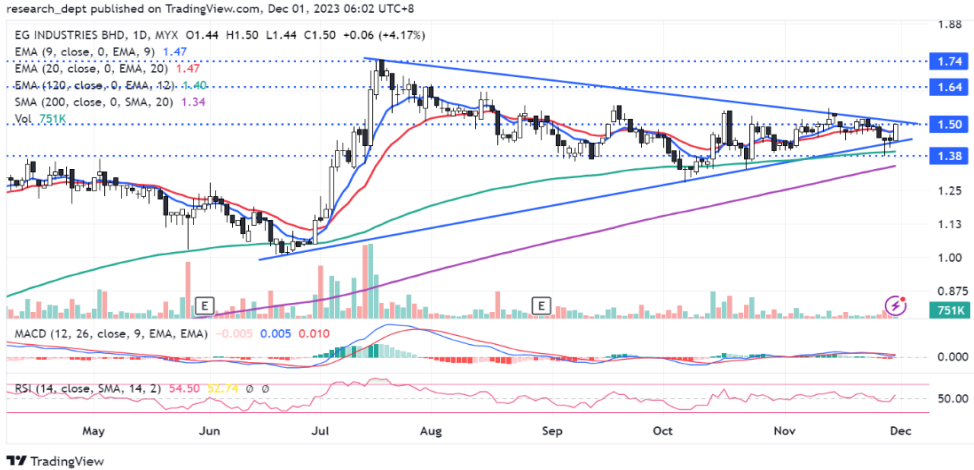 research_dept published on TradingView.com, Dec 01, 2023 06:02 UTC+8
EG INDUSTRIES BHD, 1D, MYX O1.44 H1.50 L1.44 C1.50 +0.06 (+4.17%)
EMA (9, close, 0, EMA, 9) 1.47
EMA (20, close, 0, EMA, 20) 1.47
EMA (120, close, 0, EMA, 12) 1.40
SMA (200, close, 0, SMA, 20) 1.34
Vol 751K
1.88
1.74
1.64
1.50
1.38
1.25
1.13
1.00
0.875
751K
E
E
MACD (12, 26, close, 9, EMA, EMA) -0.005 0.005 0.010
0.000
RSI (14, close, SMA, 14, 2) 54.50 52.74 Ø Ø
50.00
May Jun Jul Aug Sep Oct Nov Dec
TradingView